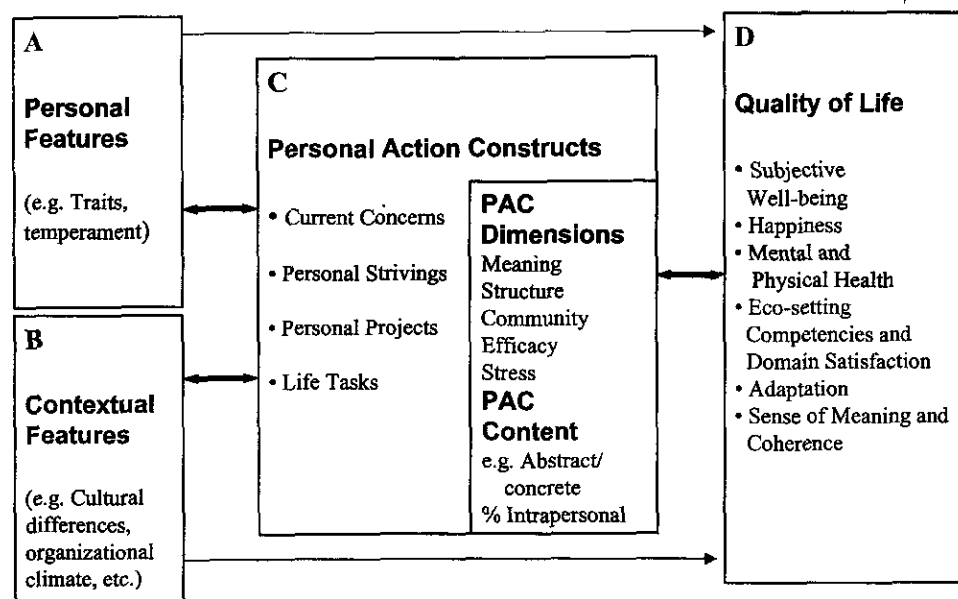 A
Personal
Features
(e.g. Traits,
temperament)
B
Contextual
Features
(e.g. Cultural
differences,
organizational
climate, etc.)
C
Personal Action Constructs
• Current Concerns
• Personal Strivings
• Personal Projects
• Life Tasks
PAC
Dimensions
Meaning
Structure
Community
Efficacy
Stress
PAC
Content
e.g. Abstract/
concrete
% Intrapersonal
D
Quality of Life
• Subjective
Well-being
• Happiness
• Mental and
Physical Health
• Eco-setting
Competencies and
Domain Satisfaction
• Adaptation
• Sense of Meaning and
Coherence